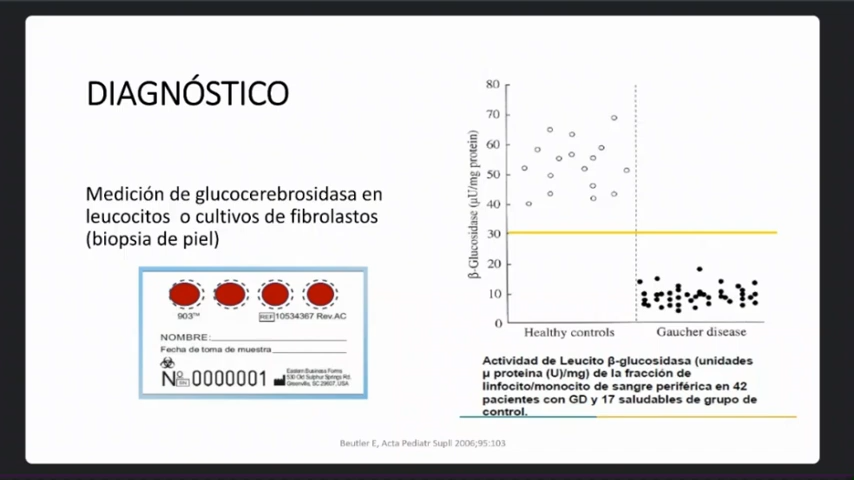 DIAGNÓSTICO
Medición de glucocerebrosidasa en
leucocitos o cultivos de fibrolastos
(biopsia de piel)
903™ REF 10534367 Rev.AC
NOMBRE:
Fecha de toma de muestra
Nº 0000001
Eastern Business Forms
530 Old Sulphur Springs Rd.
Greenville, SC 29607, USA
β-Glucosidase (μU/mg protein)
80
70
60
50
40
30
20
10
0
Healthy controls Gaucher disease
Actividad de Leucito β-glucosidasa (unidades
μ proteina (U)/mg) de la fracción de
linfocito/monocito de sangre periférica en 42
pacientes con GD y 17 saludables de grupo de
control.
Beutler E, Acta Pediatr Supll 2006;95:103